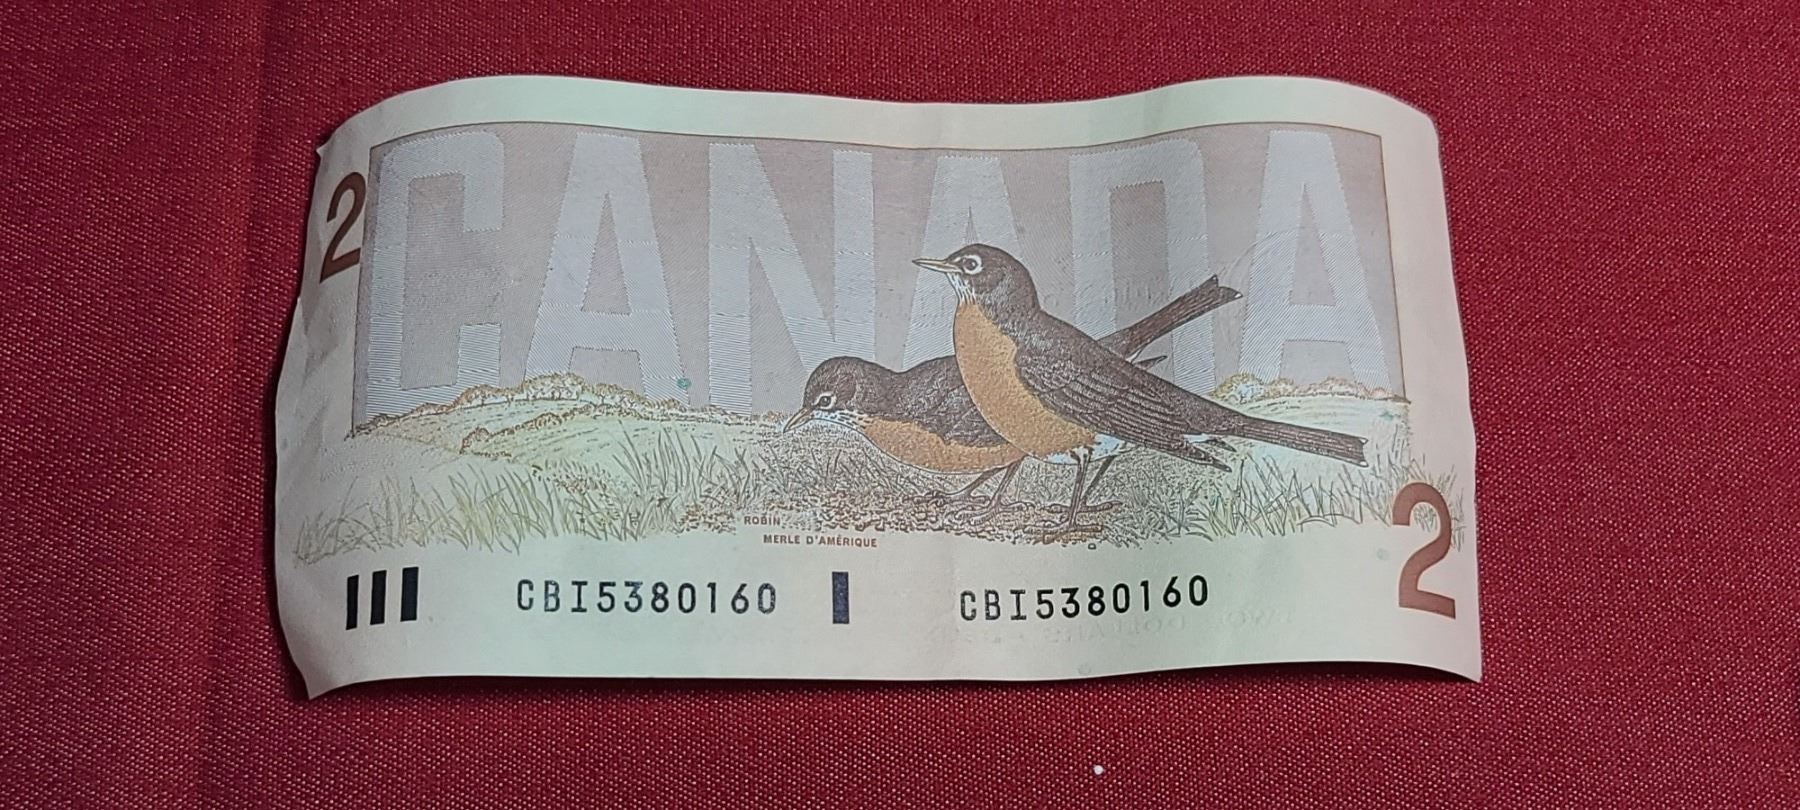 CANADA
2
ROBIN
MERLE D'AMÉRIQUE
2
CBI5380160
CBI5380160